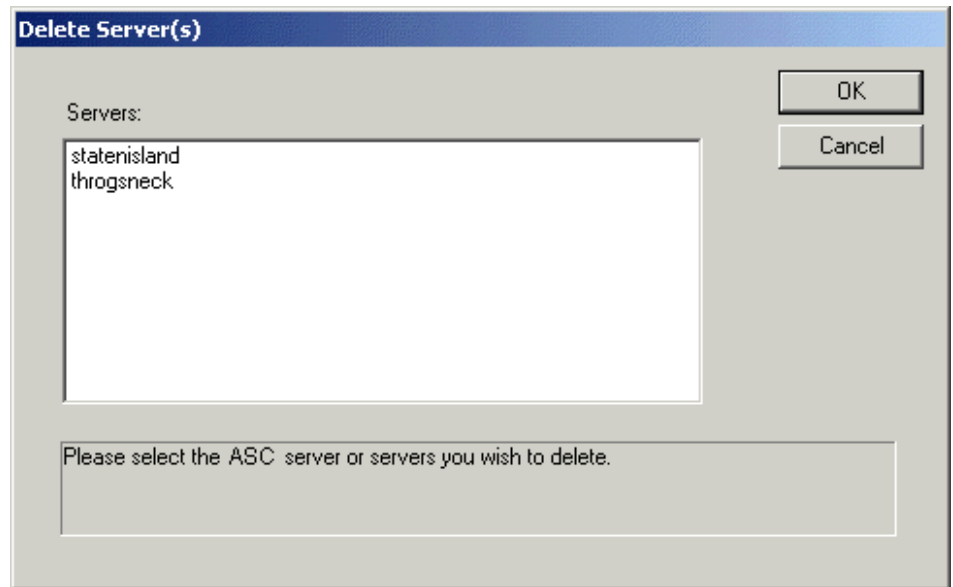 Delete Server(s)
Servers:
statenisland
throgsneck
OK
Cancel
Please select the ASC server or servers you wish to delete.